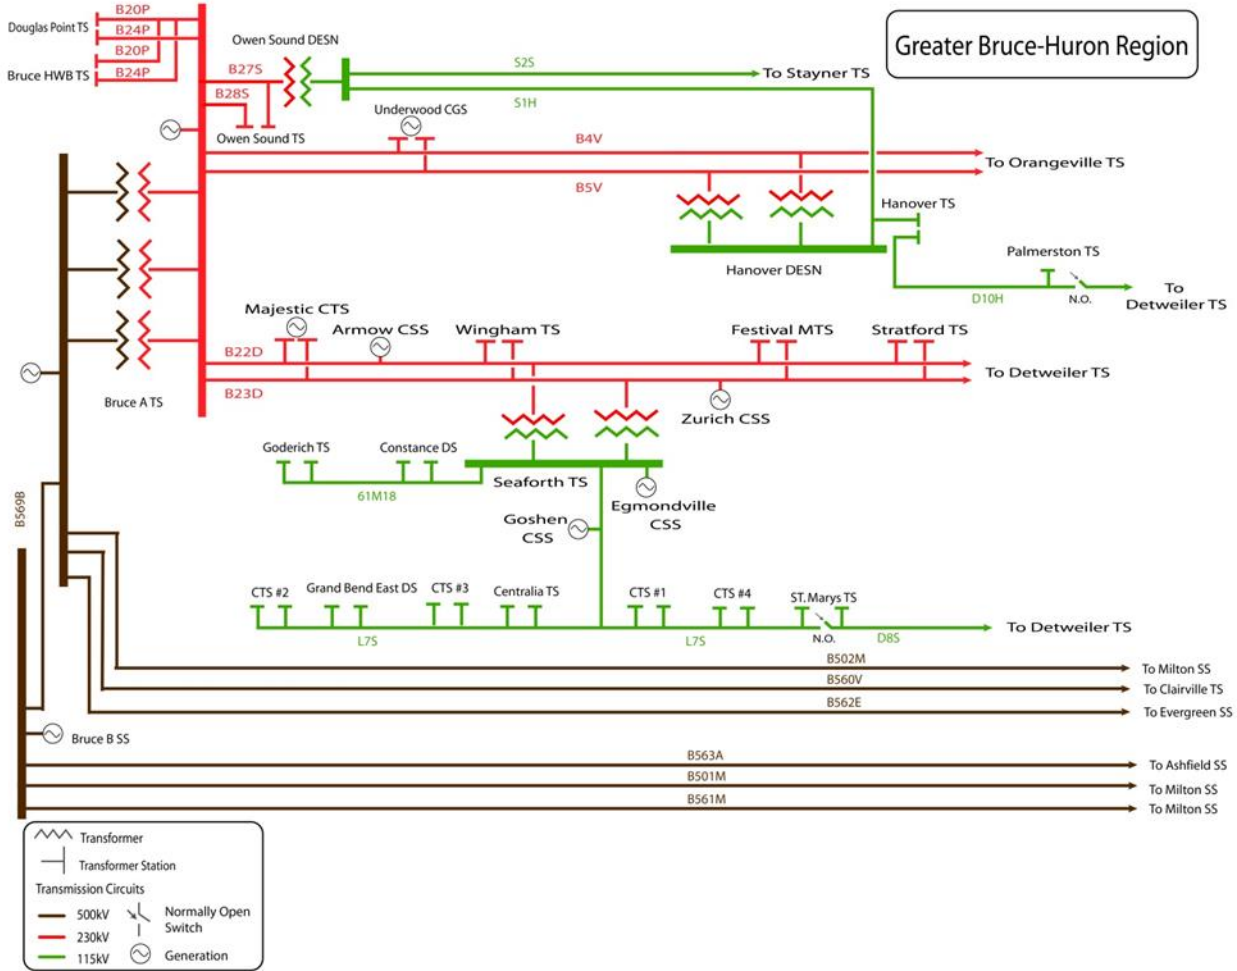 Greater Bruce-Huron Region
B20P
Douglas Point TS
B24P
B20P
Bruce HWB TS
B24P
Owen Sound DESN
B27S
B28S
Owen Sound TS
S2S
To Stayner TS
S1H
Underwood CGS
B4V
To Orangeville TS
B5V
Hanover TS
Hanover DESN
Palmerston TS
D10H
N.O.
To
Detweiler TS
Bruce A TS
Majestic CTS
Armow CSS
Wingham TS
Festival MTS
Stratford TS
B22D
To Detweiler TS
B23D
Zurich CSS
Goderich TS
Constance DS
61M18
Seaforth TS
Egmondville
CSS
Goshen
CSS
B569B
CTS #2
Grand Bend East DS
CTS #3
Centralia TS
CTS #1
CTS #4
ST. Marys TS
L7S
L7S
N.O.
D8S
To Detweiler TS
B502M
To Milton SS
B560V
To Clairville TS
B562E
To Evergreen SS
Bruce B SS
B563A
To Ashfield SS
B501M
To Milton SS
B561M
To Milton SS
Transformer
Transformer Station
Transmission Circuits
500kV
230kV
115kV
Normally Open
Switch
Generation